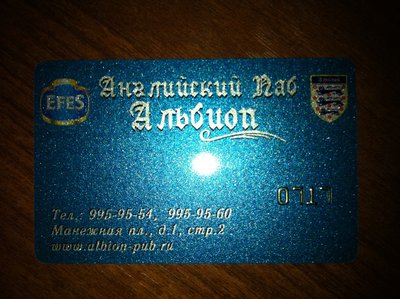 EFES
Английский Паб
Альбион
0717
Тел.: 995-95-54, 995-95-60
Манежная пл., д.1, стр.2
www.albion-pub.ru